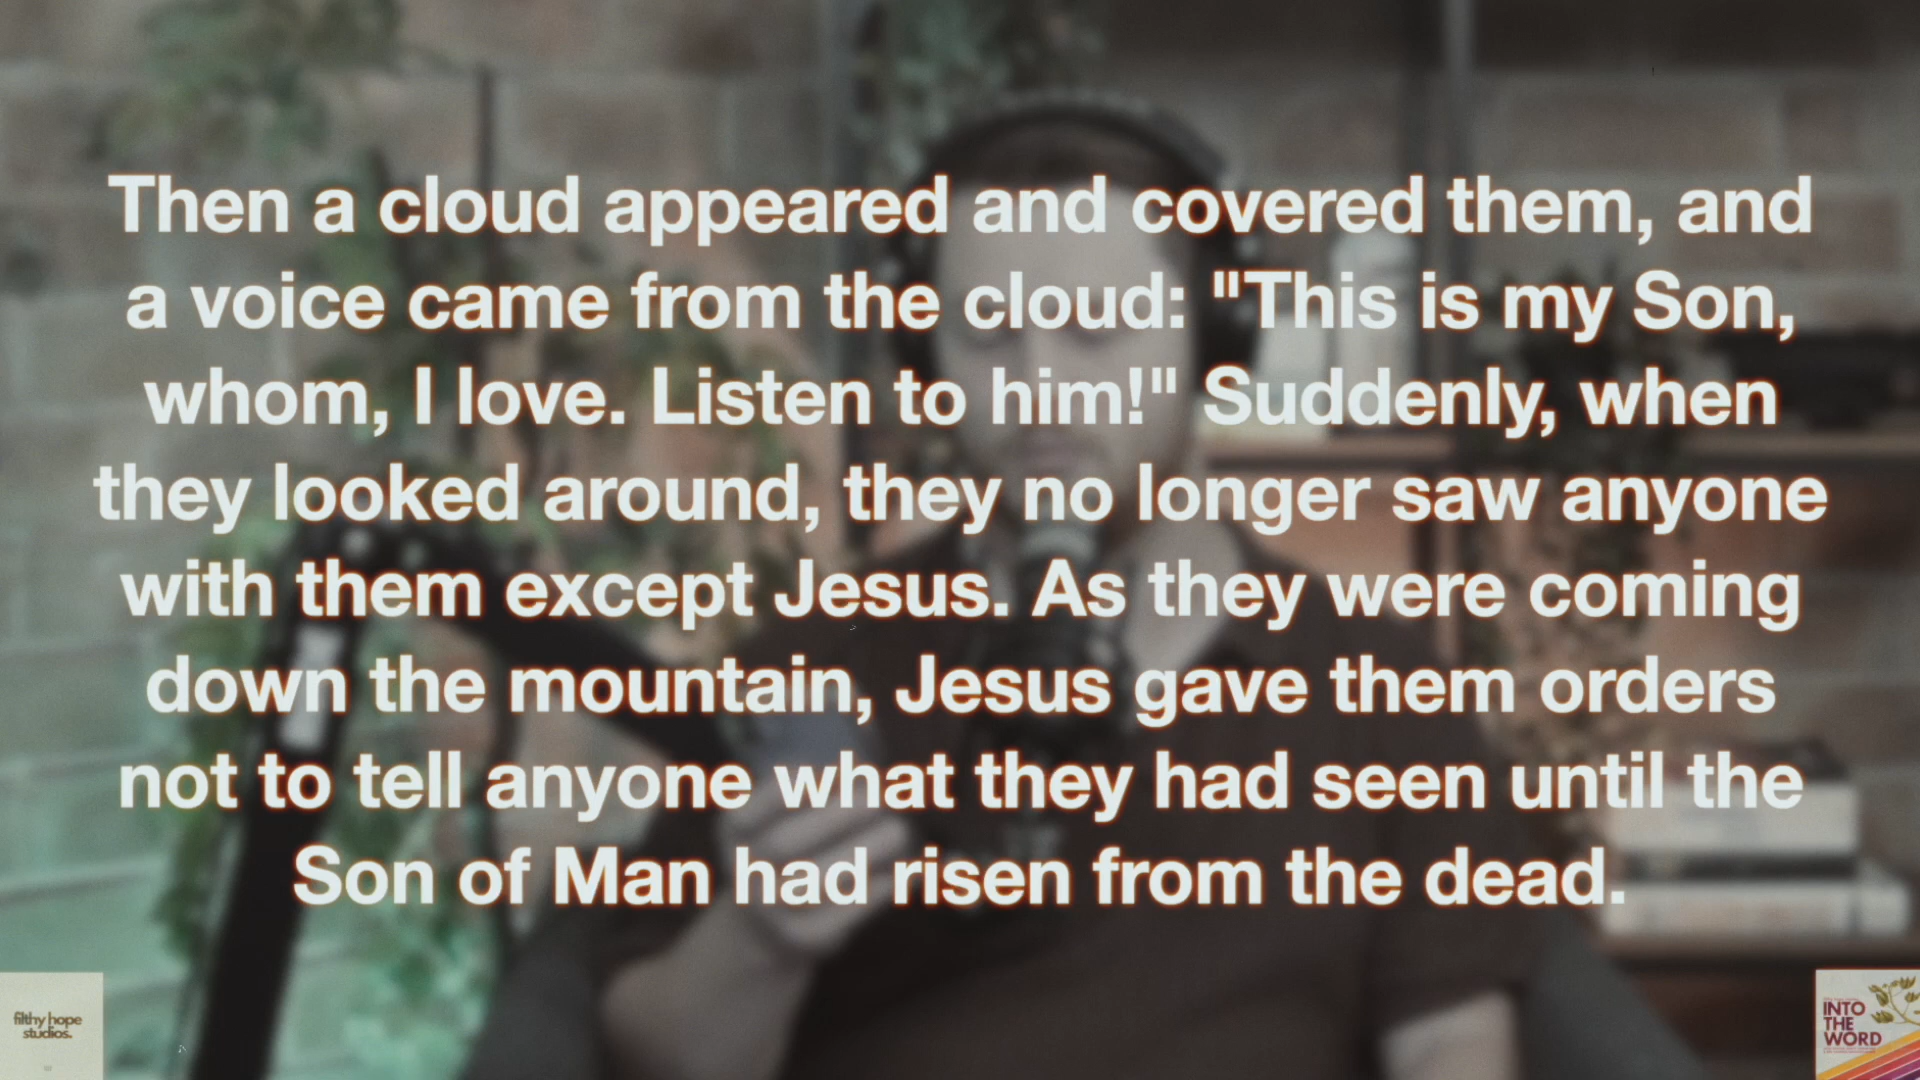 Then a cloud appeared and covered them, and
a voice came from the cloud: "This is my Son,
whom, I love. Listen to him!" Suddenly, when
they looked around, they no longer saw anyone
with them except Jesus. As they were coming
down the mountain, Jesus gave them orders
not to tell anyone what they had seen until the
Son of Man had risen from the dead.
filthy hope
studios.
INTO
THE
WORD